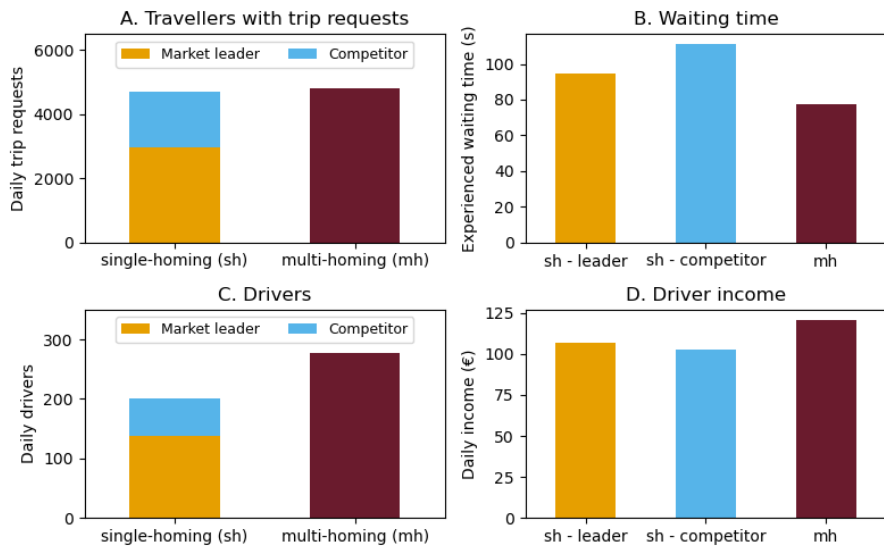 A. Travellers with trip requests
Daily trip requests
6000
4000
2000
0
Market leader
Competitor
single-homing (sh)
multi-homing (mh)
B. Waiting time
Experienced waiting time (s)
100
80
60
40
20
0
sh - leader
sh - competitor
mh
C. Drivers
Daily drivers
300
200
100
0
Market leader
Competitor
single-homing (sh)
multi-homing (mh)
D. Driver income
Daily income (€)
125
100
75
50
25
0
sh - leader
sh - competitor
mh